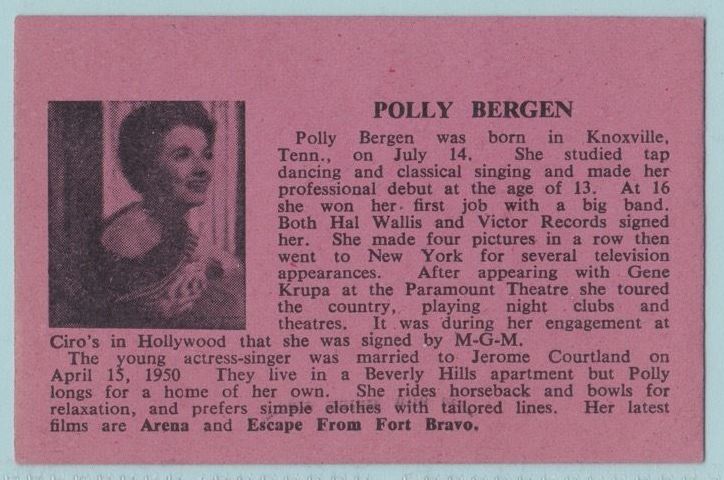 POLLY BERGEN
Polly Bergen was born in Knoxville,
Tenn., on July 14. She studied tap
dancing and classical singing and made her
professional debut at the age of 13. At 16
she won her first job with a big band.
Both Hal Wallis and Victor Records signed
her. She made four pictures in a row then
went to New York for several television
appearances. After appearing with Gene
Krupa at the Paramount Theatre she toured
the country, playing night clubs and
theatres. It was during her engagement at
Ciro's in Hollywood that she was signed by M-G-M.
The young actress-singer was married to Jerome Courtland on
April 15, 1950 They live in a Beverly Hills apartment but Polly
longs for a home of her own. She rides horseback and bowls for
relaxation, and prefers simple clothes with tailored lines. Her latest
films are Arena and Escape From Fort Bravo.